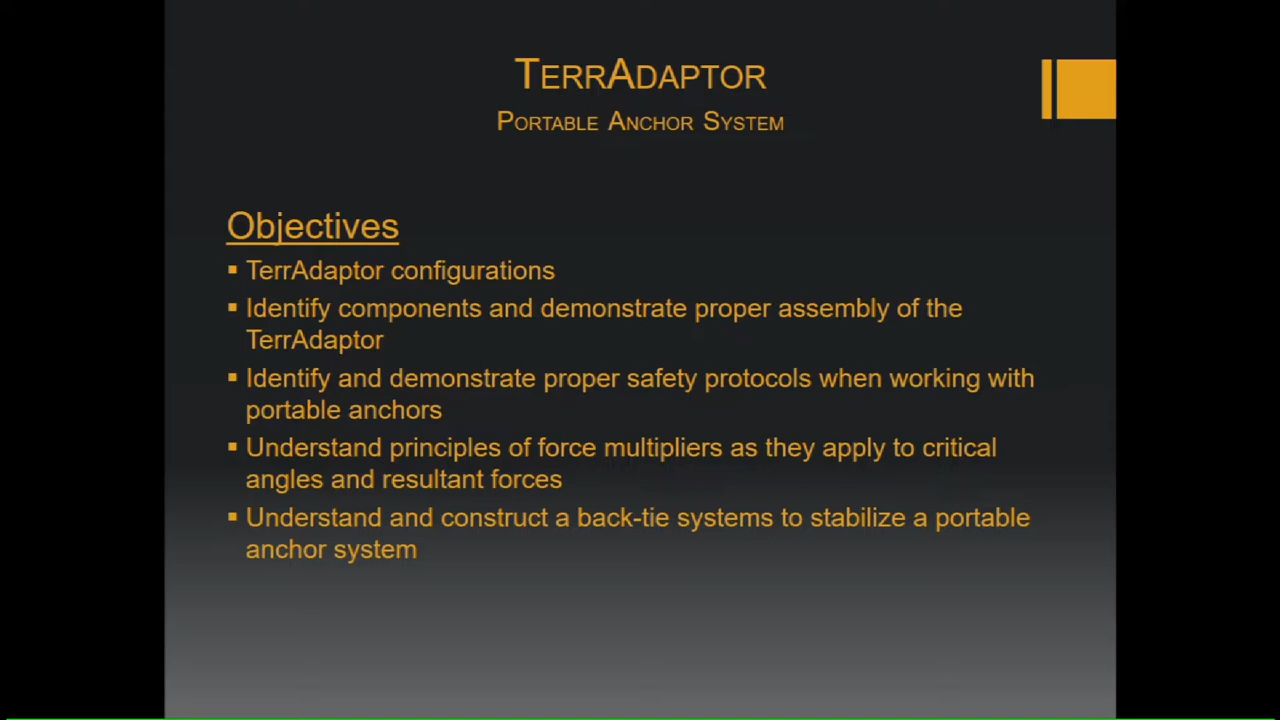 TERRADAPTOR
PORTABLE ANCHOR SYSTEM
Objectives
▪ TerrAdaptor configurations
▪ Identify components and demonstrate proper assembly of the
TerrAdaptor
▪ Identify and demonstrate proper safety protocols when working with
portable anchors
▪ Understand principles of force multipliers as they apply to critical
angles and resultant forces
▪ Understand and construct a back-tie systems to stabilize a portable
anchor system